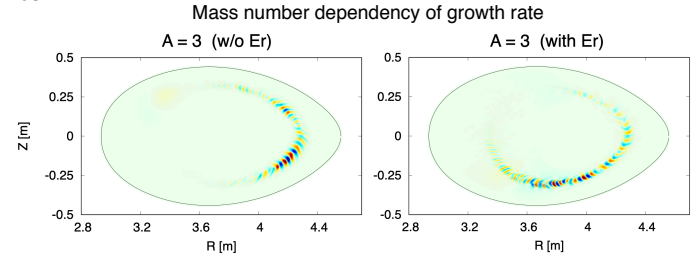 Mass number dependency of growth rate
A = 3 (w/o Er)
A = 3 (with Er)
0.5
0.25
0
-0.25
-0.5
Z [m]
2.8 3.2 3.6 4 4.4
R [m]
0.5
0.25
0
-0.25
-0.5
2.8 3.2 3.6 4 4.4
R [m]